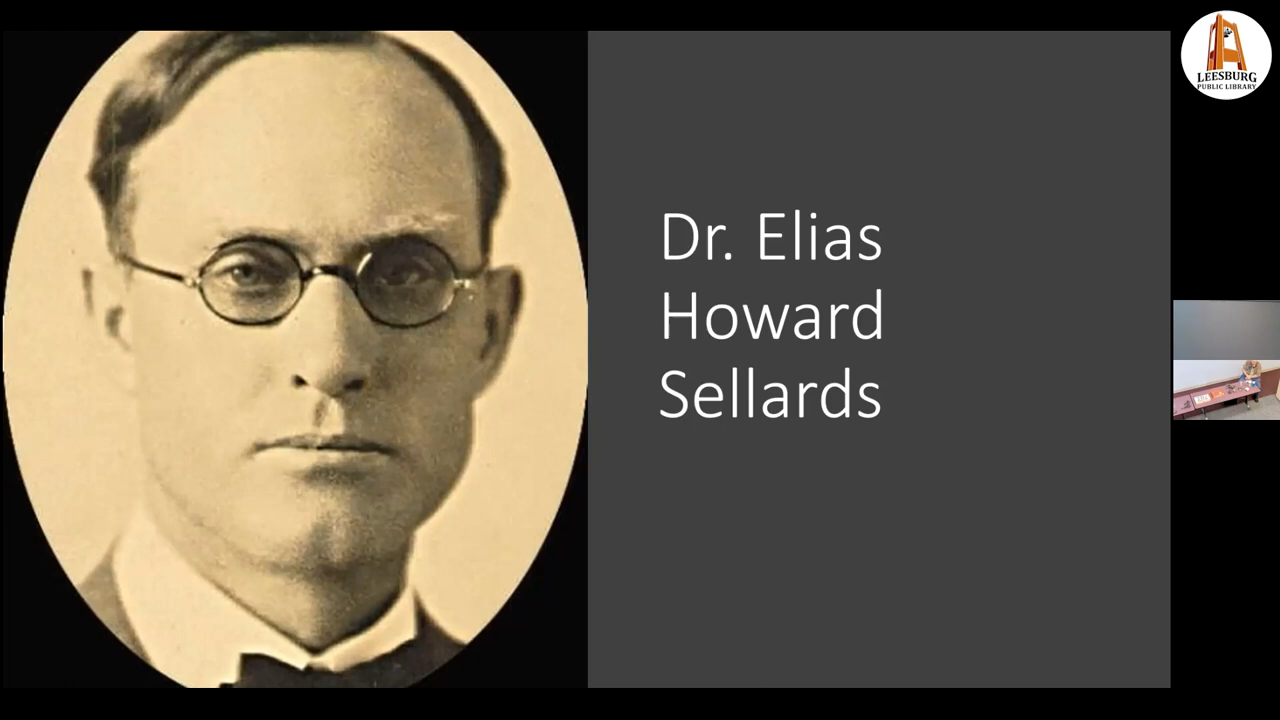 Dr. Elias
Howard
Sellards
LEESBURG
PUBLIC LIBRARY